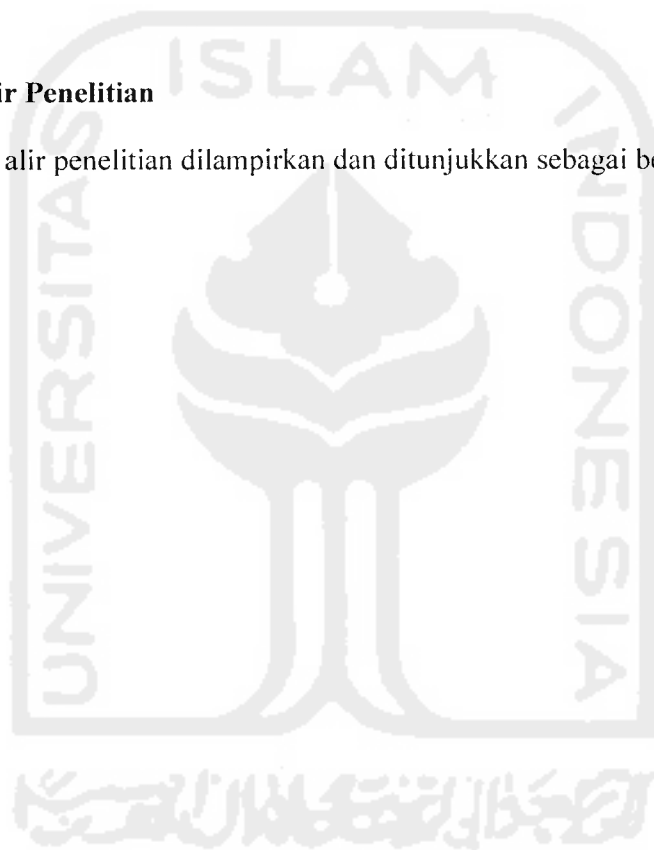 ISLAM
ir Penelitian
alir penelitian dilampirkan dan ditunjukkan sebagai be
UNIVERSITAS
INDONESIA